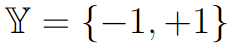 𝕐 = {−1, +1}